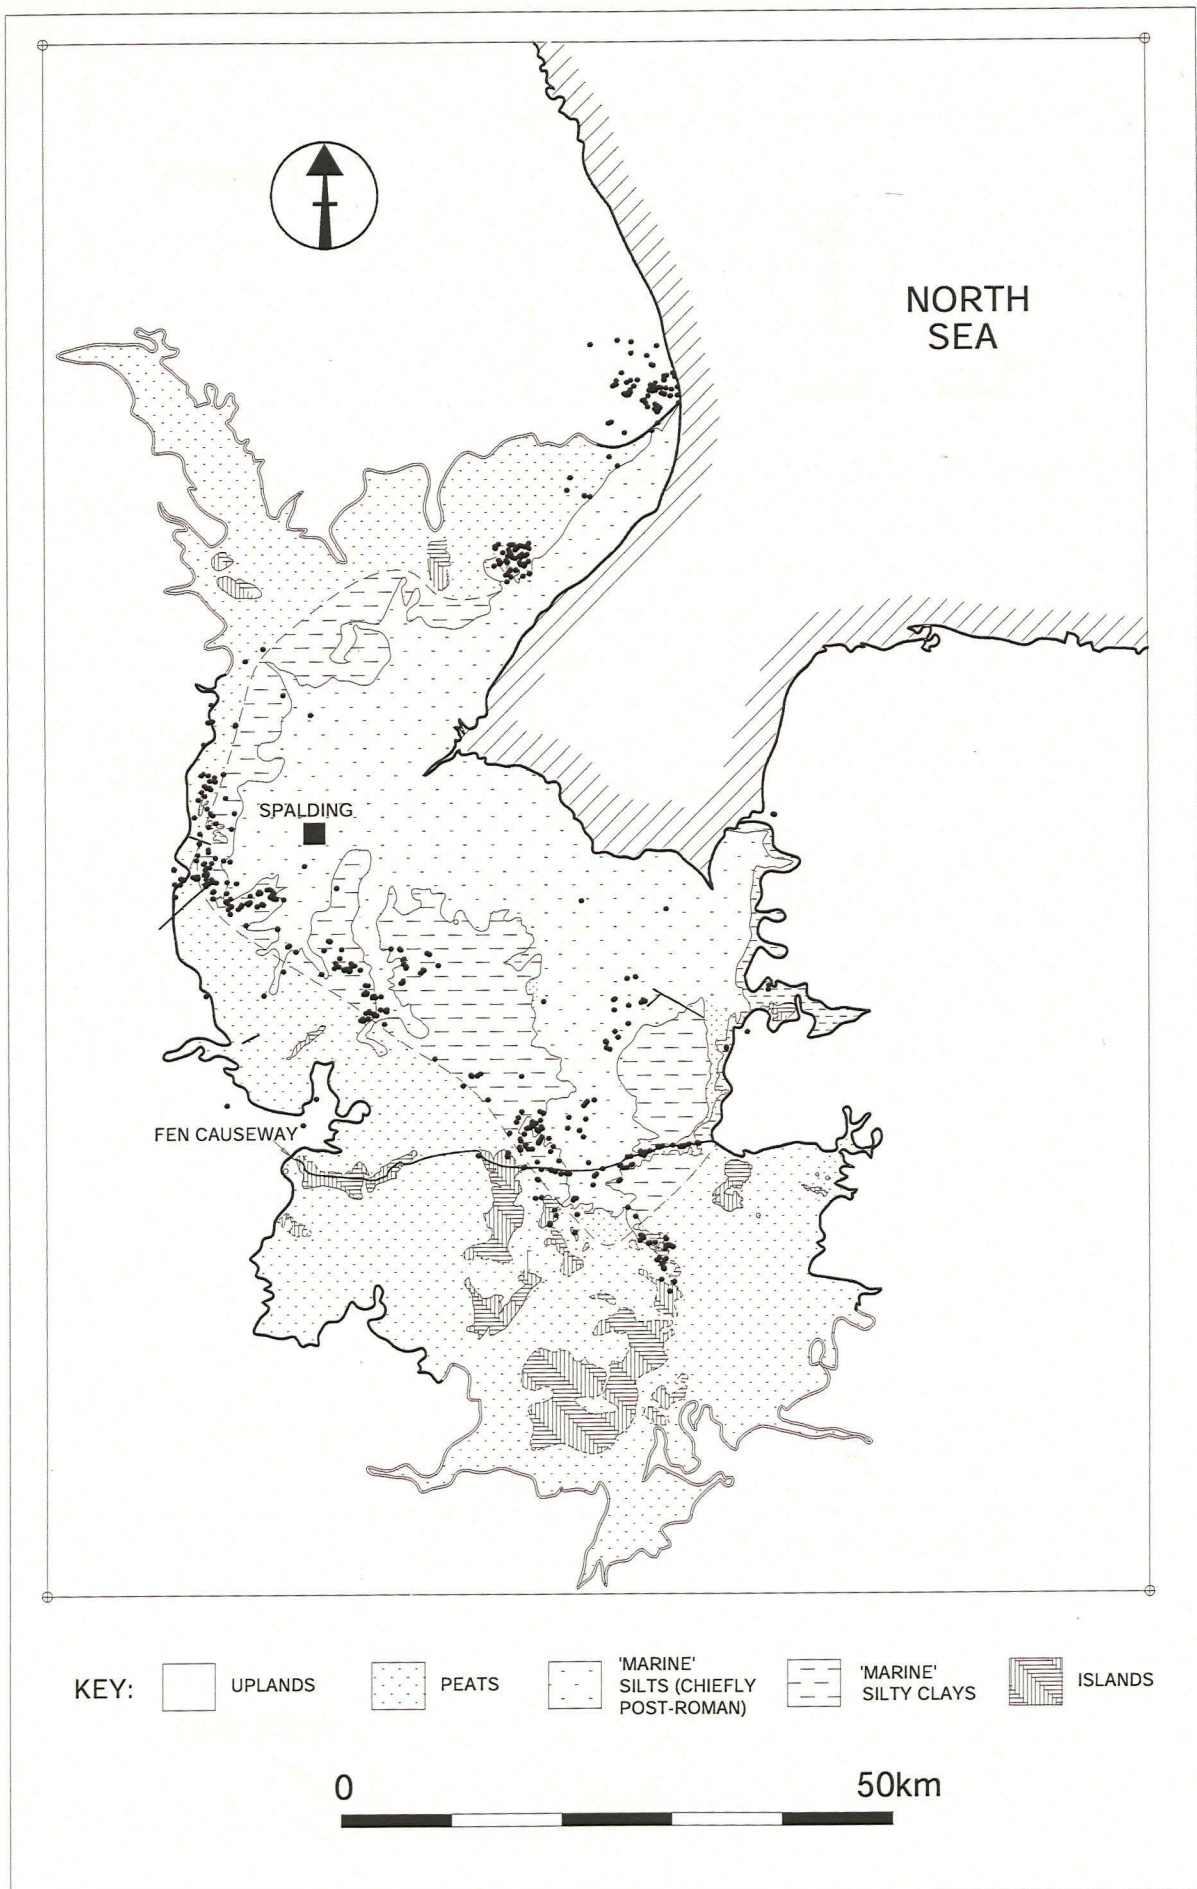 NORTH
SEA
SPALDING
FEN CAUSEWAY
KEY:
UPLANDS
PEATS
'MARINE'
SILTS (CHIEFLY
POST-ROMAN)
'MARINE'
SILTY CLAYS
ISLANDS
0
50km